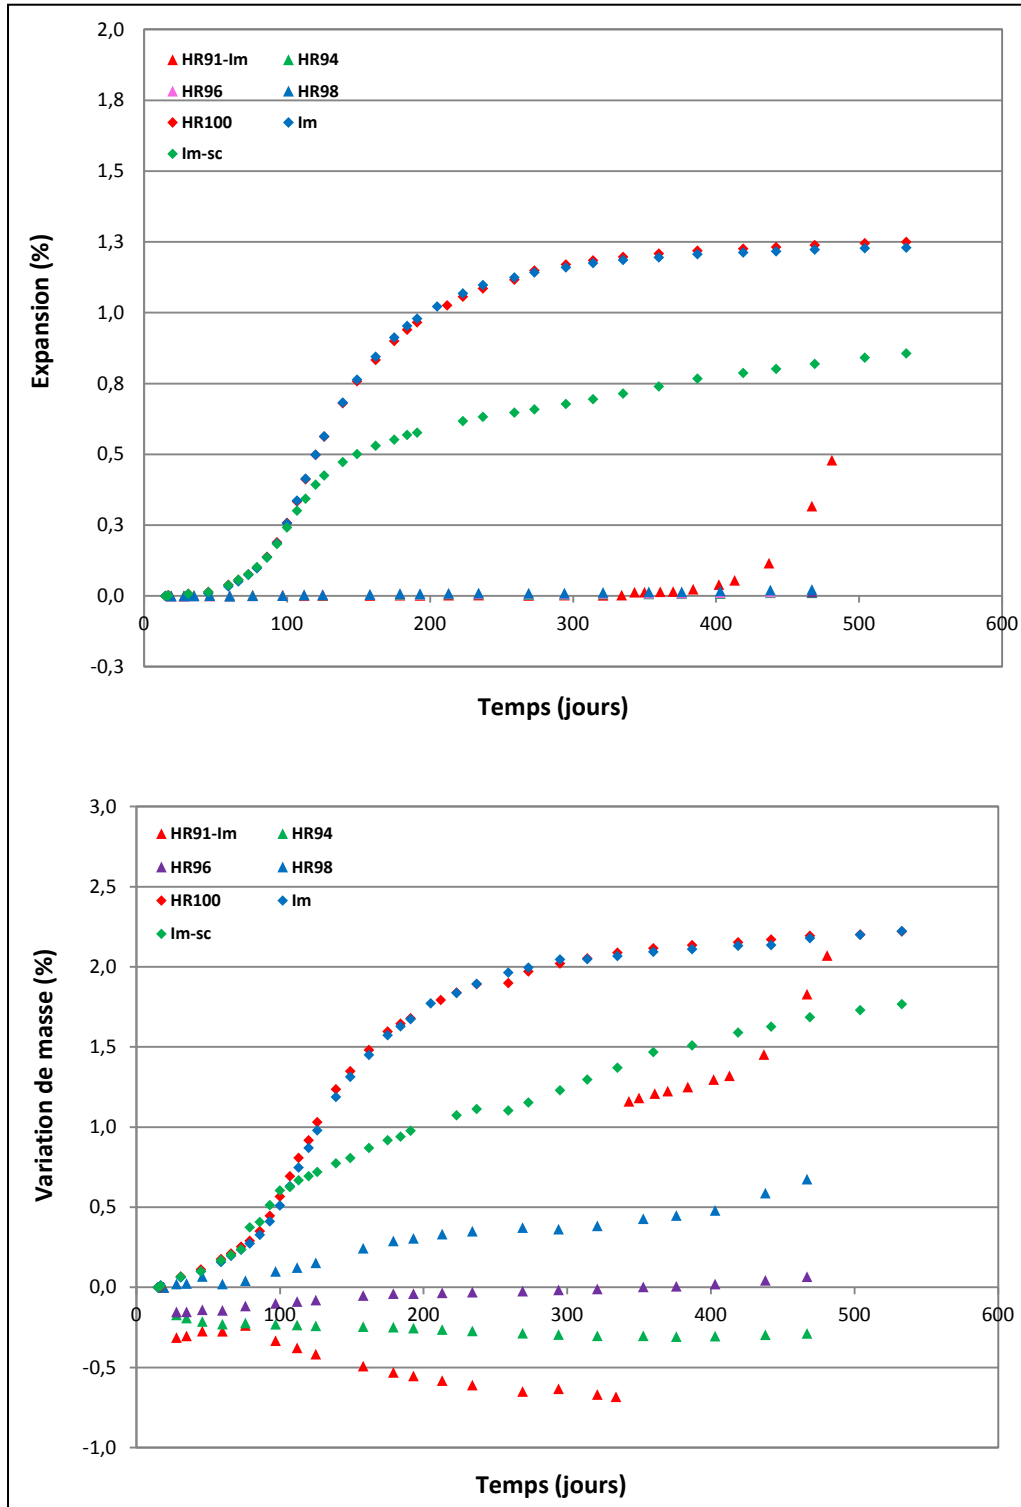 2,0
HR91-Im HR94
1,8
HR96 HR98
HR100 Im
1,5
Im-sc
1,3
Expansion (%)
1,0
0,8
0,5
0,3
0,0
0 100 200 300 400 500 600
-0,3
Temps (jours)
3,0
HR91-Im HR94
HR96 HR98
2,5
HR100 Im
Im-sc
2,0
Variation de masse (%)
1,5
1,0
0,5
0,0
0 100 200 300 400 500 600
-0,5
-1,0
Temps (jours)